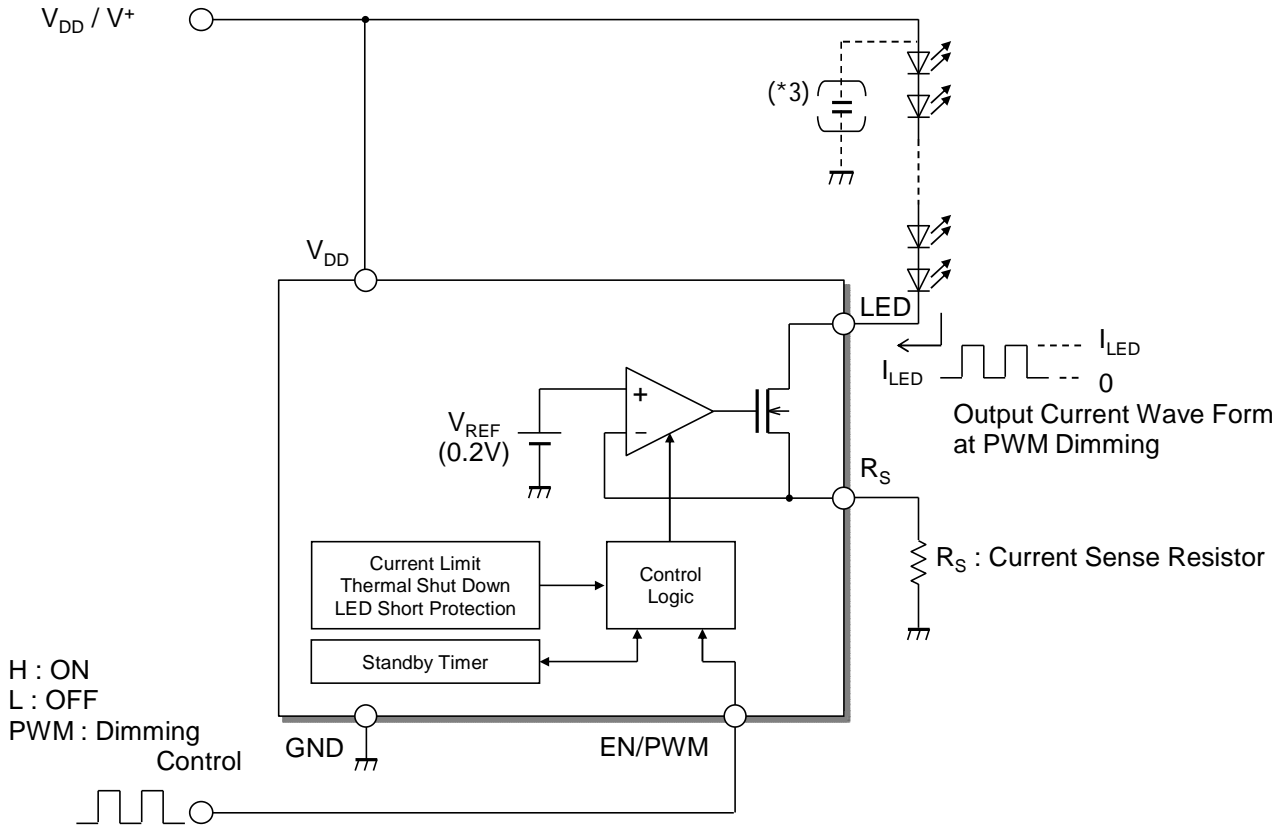 V_DD / V⁺
(*3)
V_DD
LED
I_LED
I_LED
0
Output Current Wave Form
at PWM Dimming
+
−
V_REF
(0.2V)
R_S
R_S : Current Sense Resistor
Current Limit
Thermal Shut Down
LED Short Protection
Control
Logic
Standby Timer
H : ON
L : OFF
PWM : Dimming
Control
GND
EN/PWM